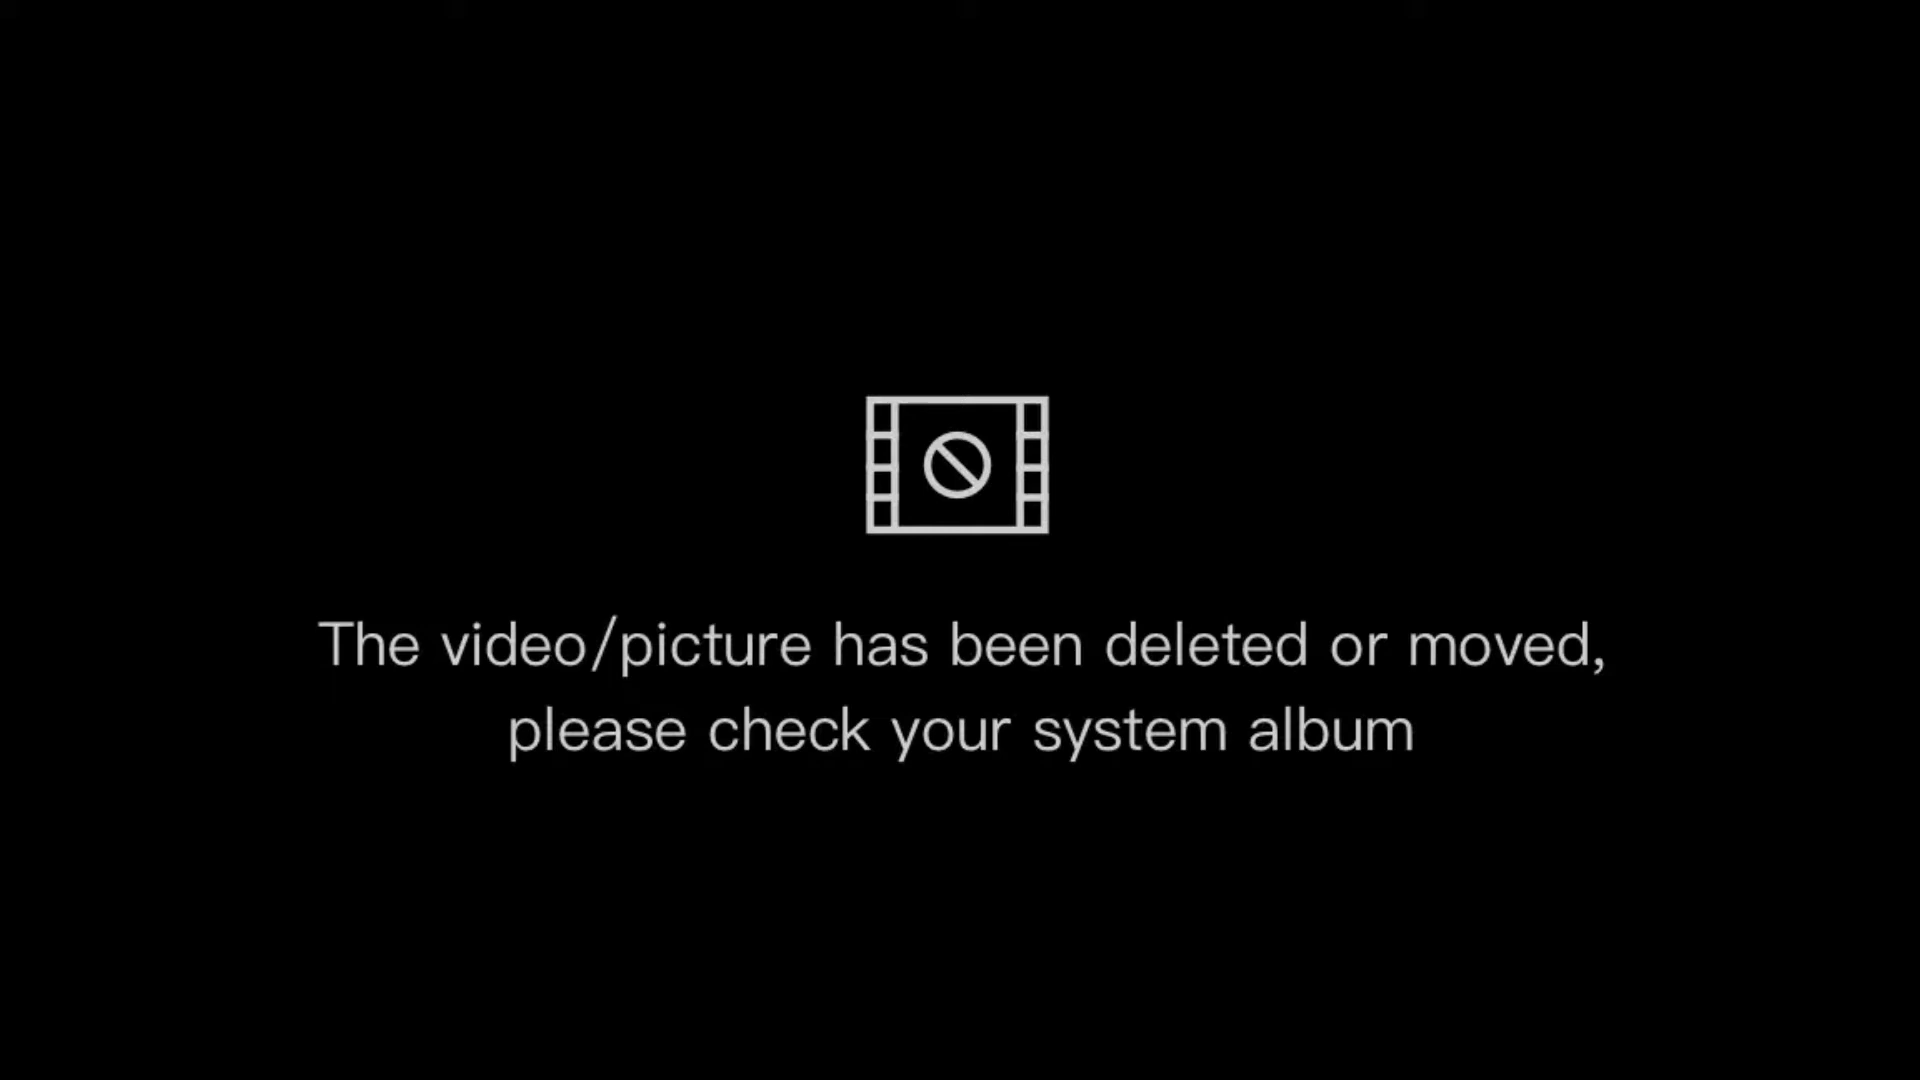 The video/picture has been deleted or moved,
please check your system album